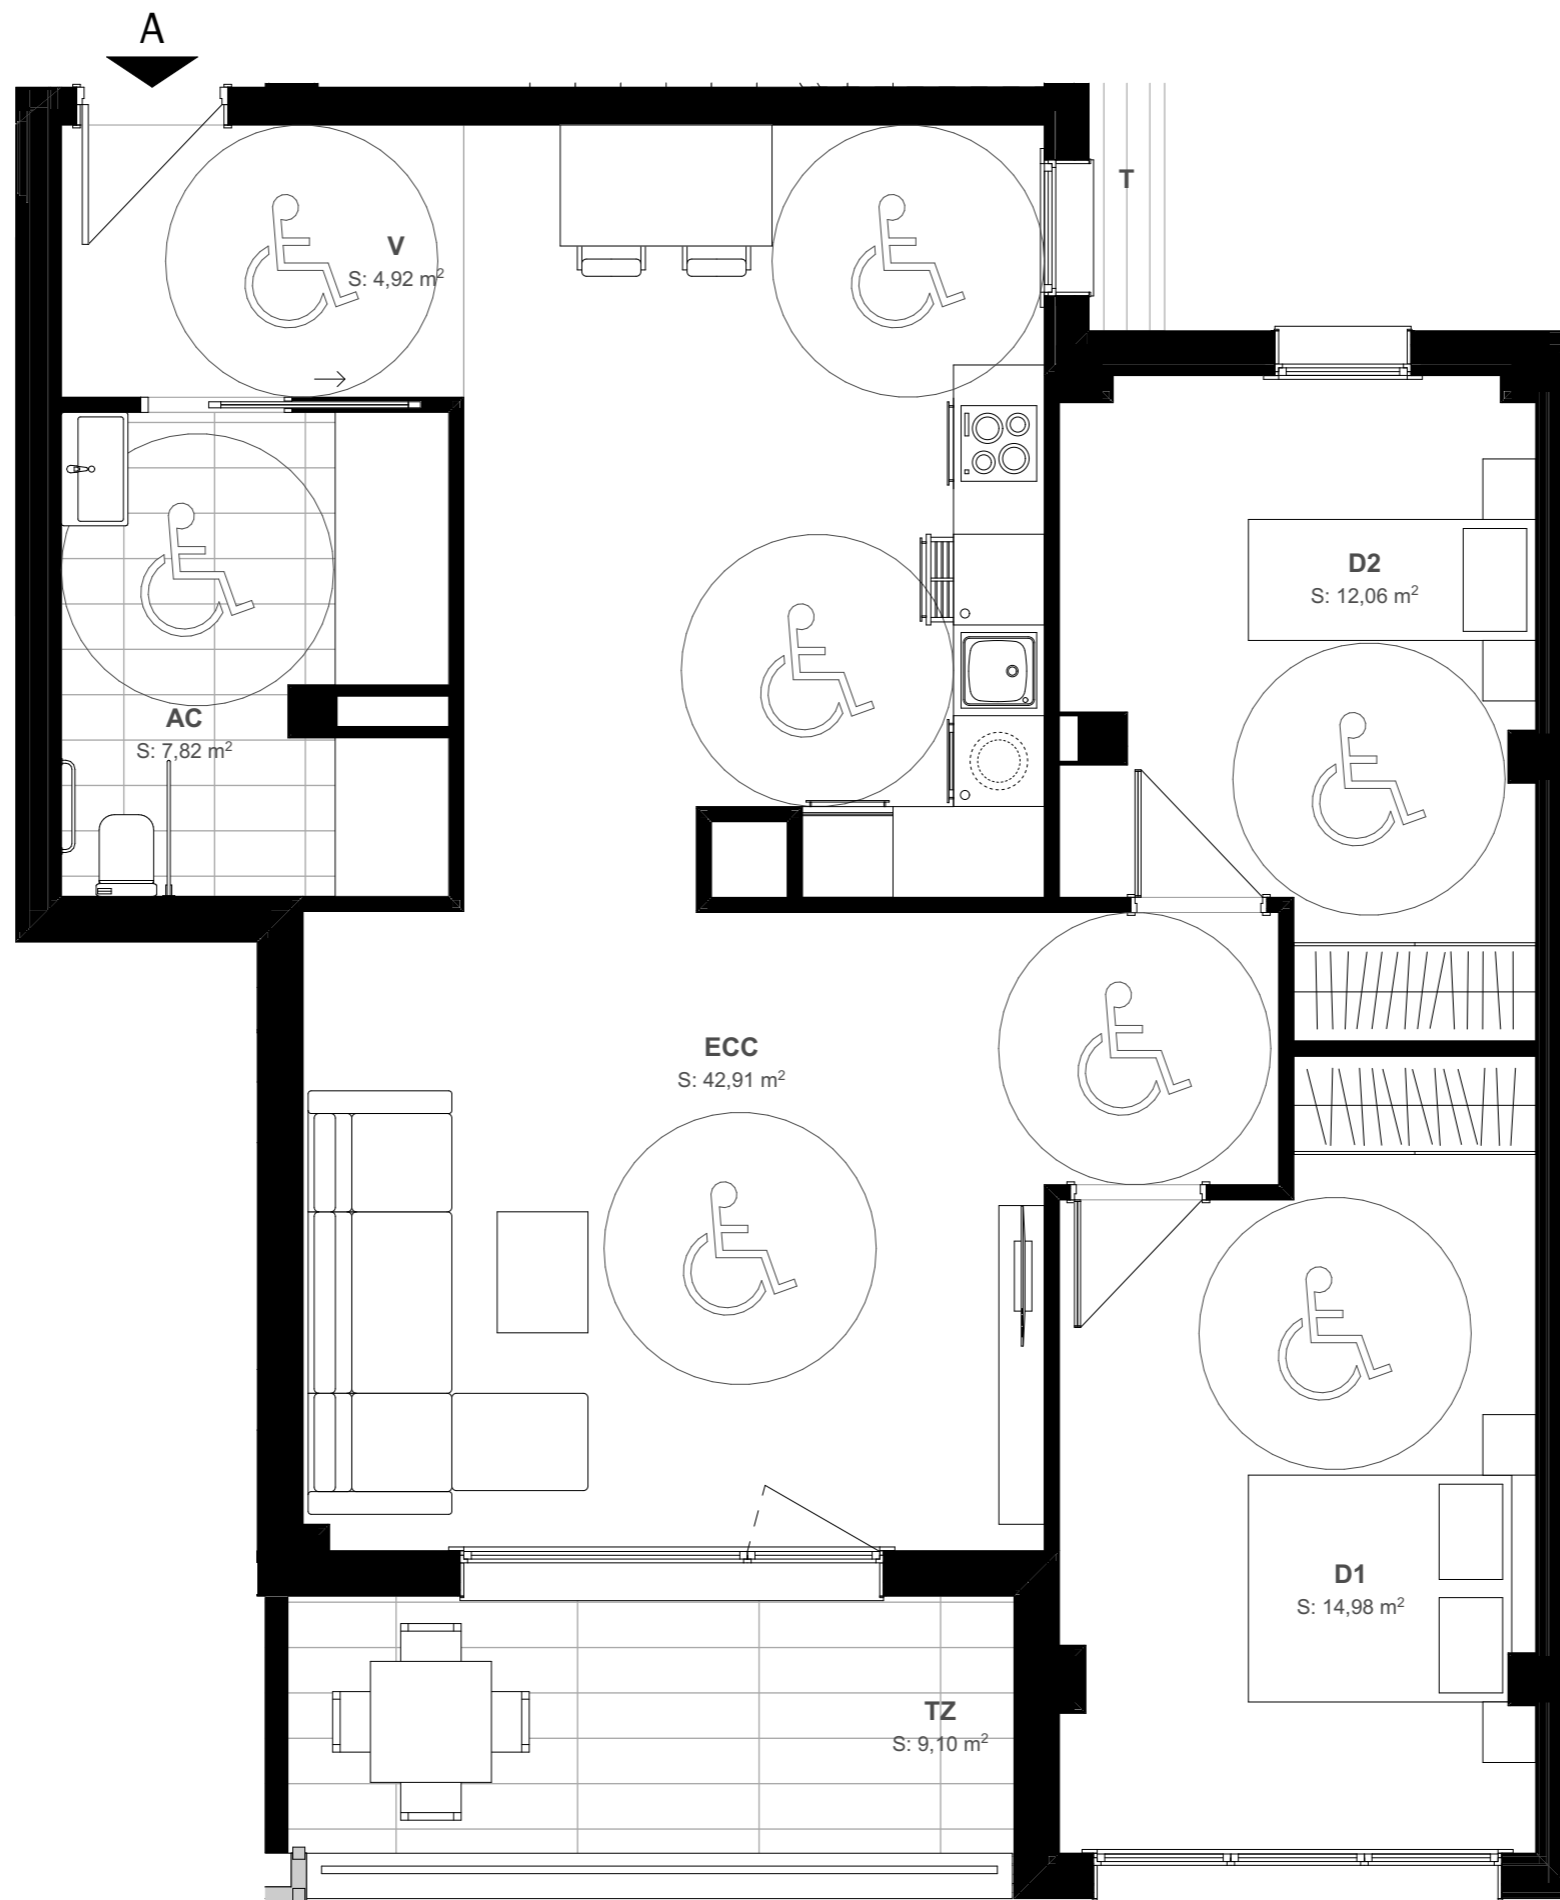 A
T
V
S: 4,92 m²
D2
S: 12,06 m²
AC
S: 7,82 m²
ECC
S: 42,91 m²
D1
S: 14,98 m²
TZ
S: 9,10 m²